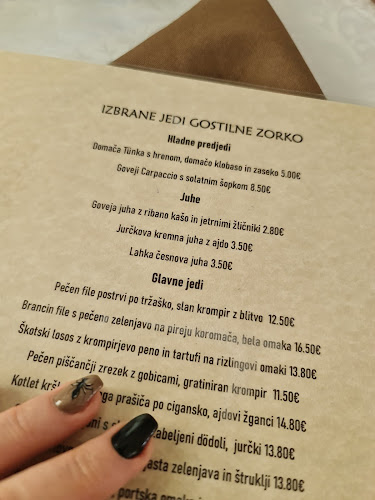 IZBRANE JEDI GOSTILNE ZORKO
Hladne predjedi
Domača Tünka s hrenom, domačo klobaso in zaseko 5.00€
Goveji Carpaccio s solatnim šopkom 8.50€
Juhe
Goveja juha z ribano kašo in jetrnimi žličniki 2.80€
Jurčkova kremna juha z ajdo 3.50€
Lahka česnova juha 3.50€
Glavne jedi
Pečen file postrvi po tržaško, slan krompir z blitvo 12.50€
Brancin file s pečeno zelenjavo na pireju koromača, bela omaka 16.50€
Škotski losos z krompirjevo peno in tartufi na rizlingovi omaki 13.80€
Pečen piščančji zrezek z gobicami, gratiniran krompir 11.50€
Kotlet prašiča po cigansko, ajdovi žganci 14.80€
zabeljeni dödoli, jurčki 13.80€
zelenjava in štruklji 13.80€
portska